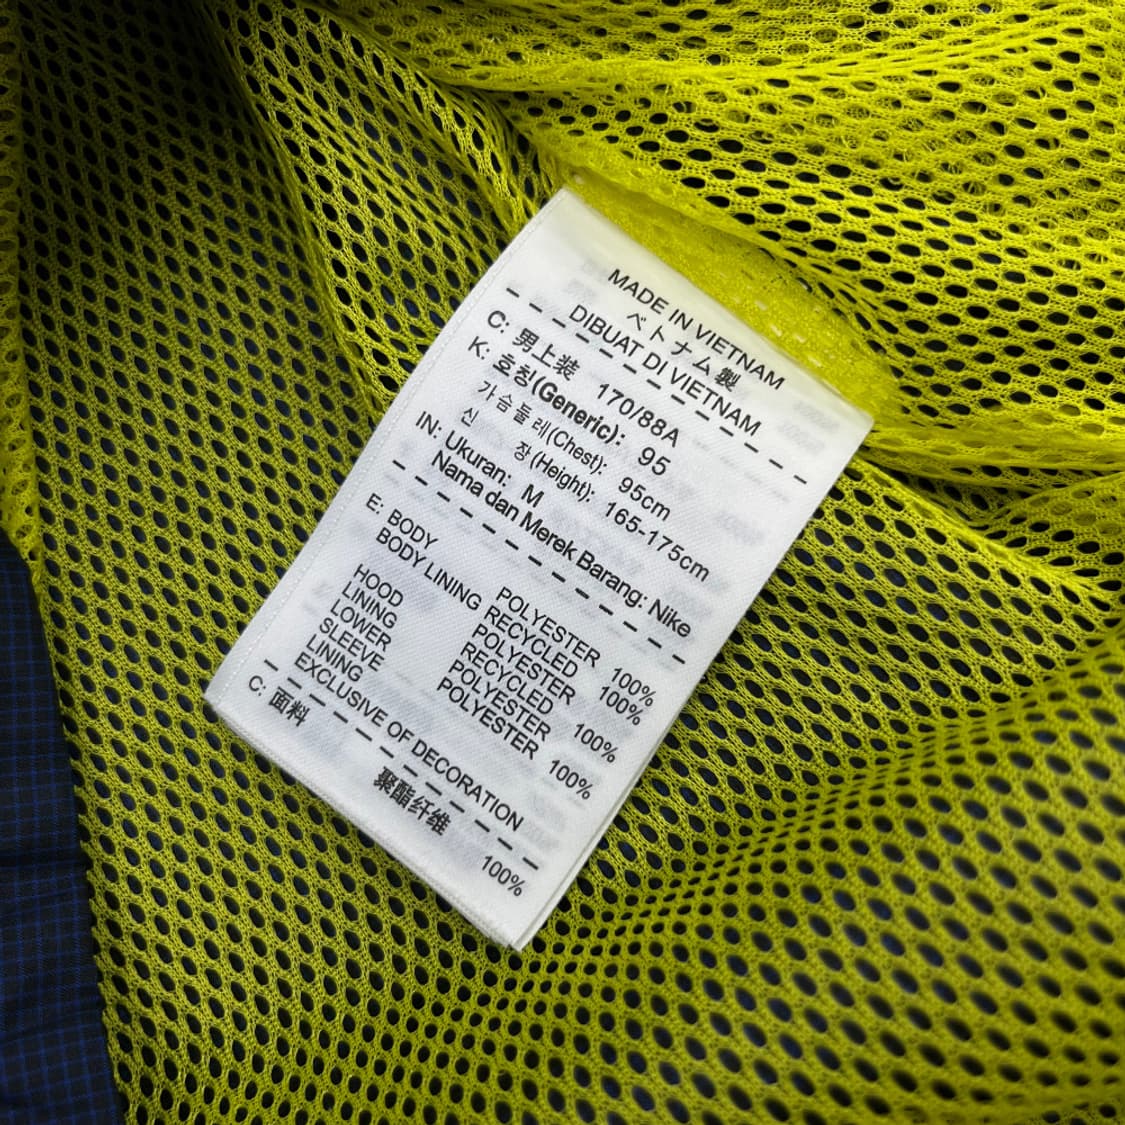 MADE IN VIETNAM
ベトナム製
DIBUAT DI VIETNAM
C: 男上装 170/88A
K: 호칭(Generic): 95
가슴둘레(Chest): 95cm
신 장(Height): 165-175cm
IN: Ukuran: M
Nama dan Merek Barang: Nike
E: BODY POLYESTER 100%
BODY LINING RECYCLED
POLYESTER 100%
HOOD RECYCLED
LINING POLYESTER 100%
LOWER
SLEEVE
LINING POLYESTER 100%
EXCLUSIVE OF DECORATION
C: 面料 聚酯纤维 100%